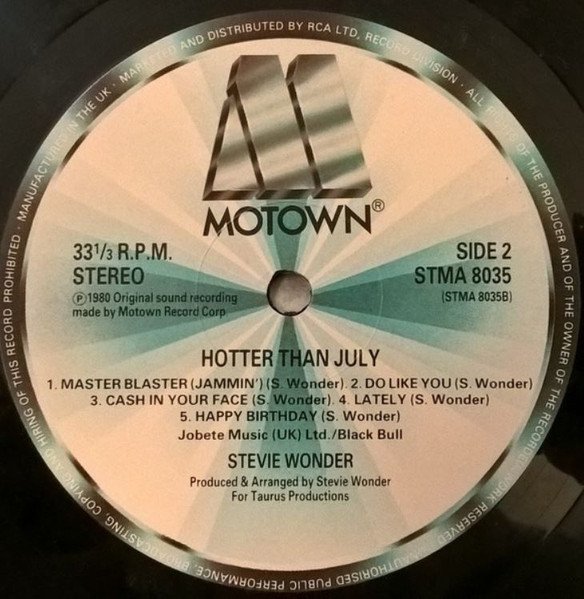 MANUFACTURED IN THE UK · MARKETED AND DISTRIBUTED BY RCA LTD. RECORD DIVISION · ALL RIGHTS OF THE PRODUCER AND OF THE OWNER OF THE RECORDED WORK RESERVED. UNAUTHORISED PUBLIC PERFORMANCE, BROADCASTING, COPYING AND HIRING OF THIS RECORD PROHIBITED ·
MOTOWN®
33 1/3 R.P.M.
STEREO
℗1980 Original sound recording
made by Motown Record Corp
SIDE 2
STMA 8035
(STMA 8035B)
HOTTER THAN JULY
1. MASTER BLASTER (JAMMIN') (S. Wonder). 2. DO LIKE YOU (S. Wonder)
3. CASH IN YOUR FACE (S. Wonder). 4. LATELY (S. Wonder)
5. HAPPY BIRTHDAY (S. Wonder)
Jobete Music (UK) Ltd./Black Bull
STEVIE WONDER
Produced & Arranged by Stevie Wonder
For Taurus Productions